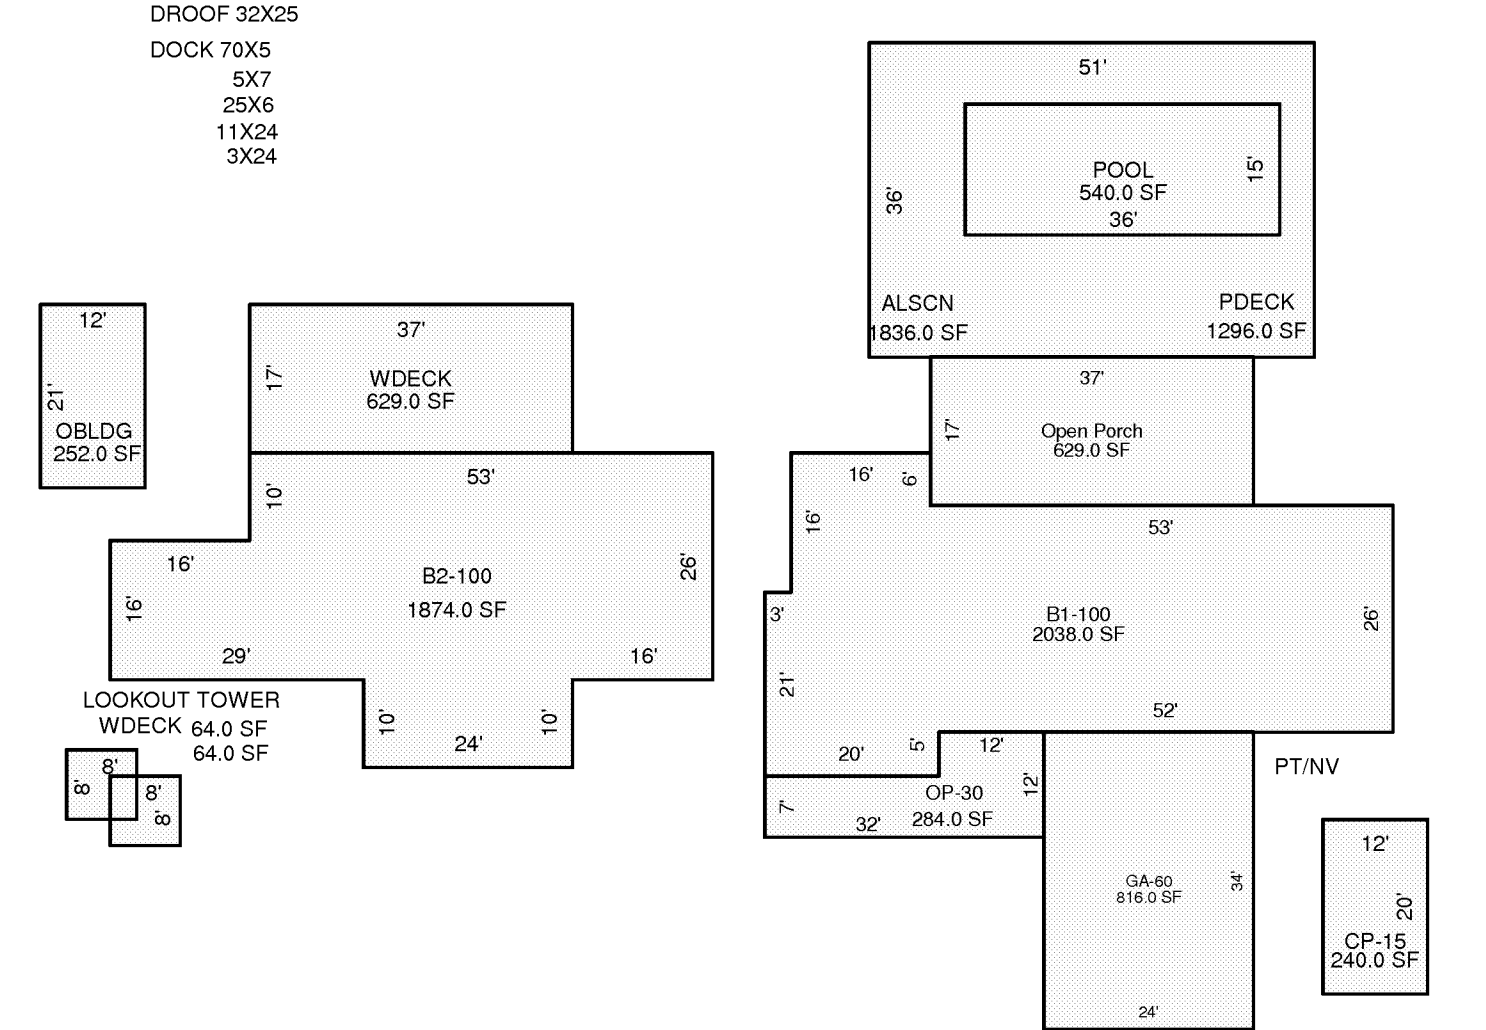 DROOF 32X25
DOCK 70X5
5X7
25X6
11X24
3X24
51'
36'
POOL
540.0 SF
36'
15'
ALSCN
1836.0 SF
PDECK
1296.0 SF
12'
21'
OBLDG
252.0 SF
37'
17'
WDECK
629.0 SF
53'
10'
16'
16'
B2-100
1874.0 SF
26'
29'
16'
10'
10'
24'
LOOKOUT TOWER
WDECK 64.0 SF
64.0 SF
8'
8'
8'
8'
37'
17'
Open Porch
629.0 SF
16'
6'
16'
53'
3'
B1-100
2038.0 SF
26'
21'
52'
20'
5'
12'
12'
OP-30
284.0 SF
7'
32'
PT/NV
GA-60
816.0 SF
34'
24'
12'
20'
CP-15
240.0 SF